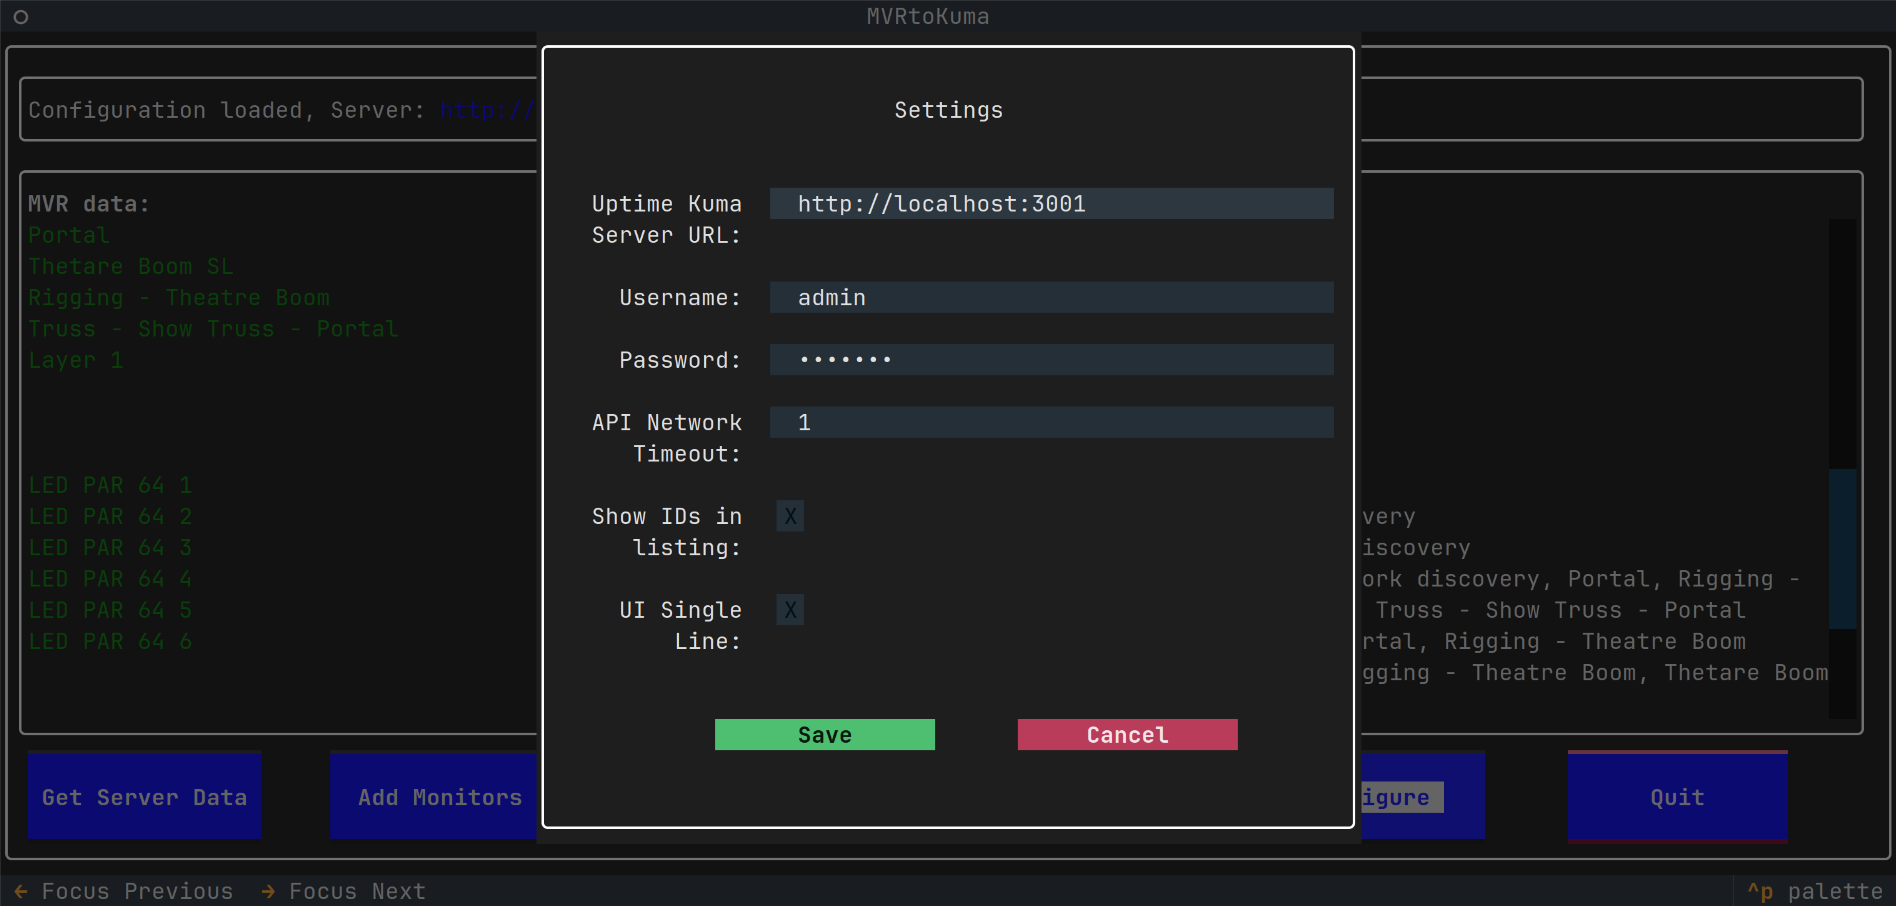 MVRtoKuma
Configuration loaded, Server: http://
Settings
MVR data:
Portal
Thetare Boom SL
Rigging - Theatre Boom
Truss - Show Truss - Portal
Layer 1
LED PAR 64 1
LED PAR 64 2
LED PAR 64 3
LED PAR 64 4
LED PAR 64 5
LED PAR 64 6
Uptime Kuma http://localhost:3001
Server URL:
Username: admin
Password: •••••••
API Network 1
Timeout:
Show IDs in X
listing:
UI Single X
Line:
Save Cancel
very
iscovery
ork discovery, Portal, Rigging -
Truss - Show Truss - Portal
rtal, Rigging - Theatre Boom
gging - Theatre Boom, Thetare Boom
Get Server Data Add Monitors igure Quit
← Focus Previous → Focus Next ^p palette